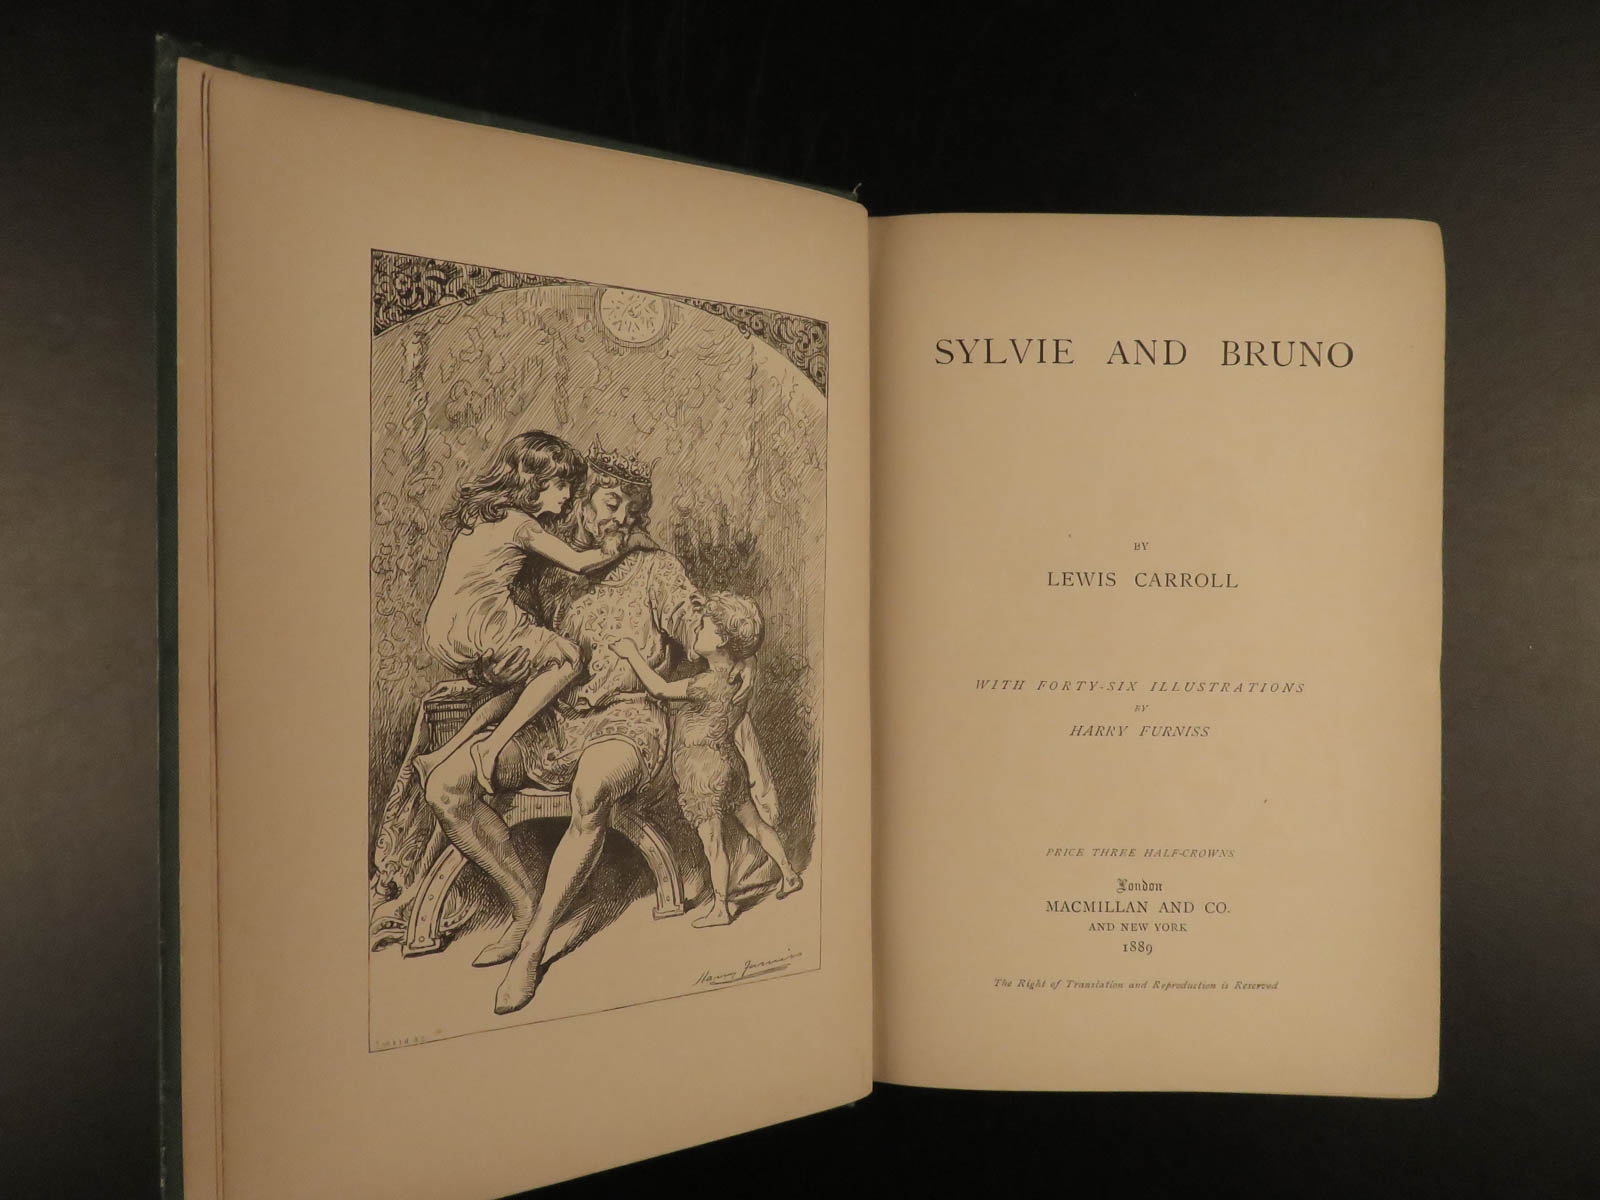 Harry Furniss
SYLVIE AND BRUNO
BY
LEWIS CARROLL
WITH FORTY-SIX ILLUSTRATIONS
BY
HARRY FURNISS
PRICE THREE HALF-CROWNS
London
MACMILLAN AND CO.
AND NEW YORK
1889
The Right of Translation and Reproduction is Reserved